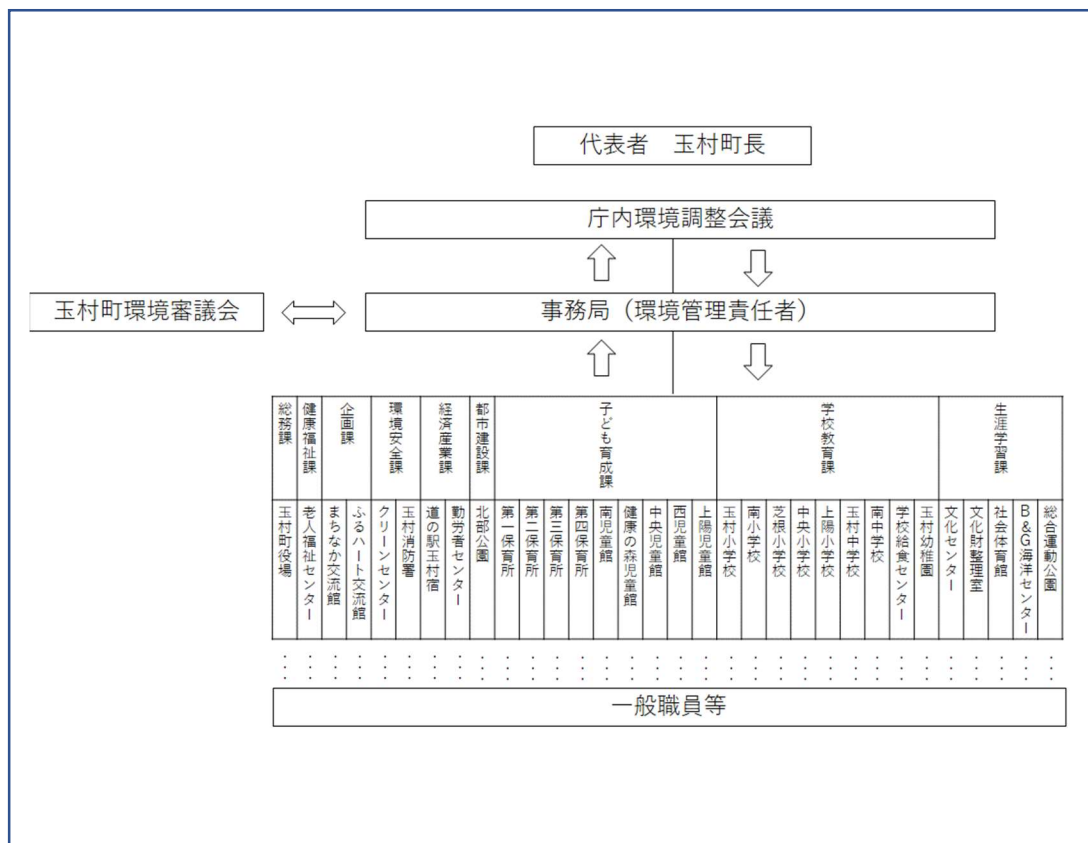 代表者　玉村町長
庁内環境調整会議
玉村町環境審議会
事務局（環境管理責任者）
総務課
健康福祉課
企画課
環境安全課
経済産業課
都市建設課
子ども育成課
学校教育課
生涯学習課
玉村町役場
老人福祉センター
まちなか交流館
ふるハート交流館
クリーンセンター
玉村消防署
道の駅玉村宿
勤労者センター
北部公園
第一保育所
第二保育所
第三保育所
第四保育所
南児童館
健康の森児童館
中央児童館
西児童館
上陽児童館
玉村小学校
南小学校
芝根小学校
中央小学校
上陽小学校
玉村中学校
南中学校
学校給食センター
玉村幼稚園
文化センター
文化財整理室
社会体育館
B&G海洋センター
総合運動公園
一般職員等